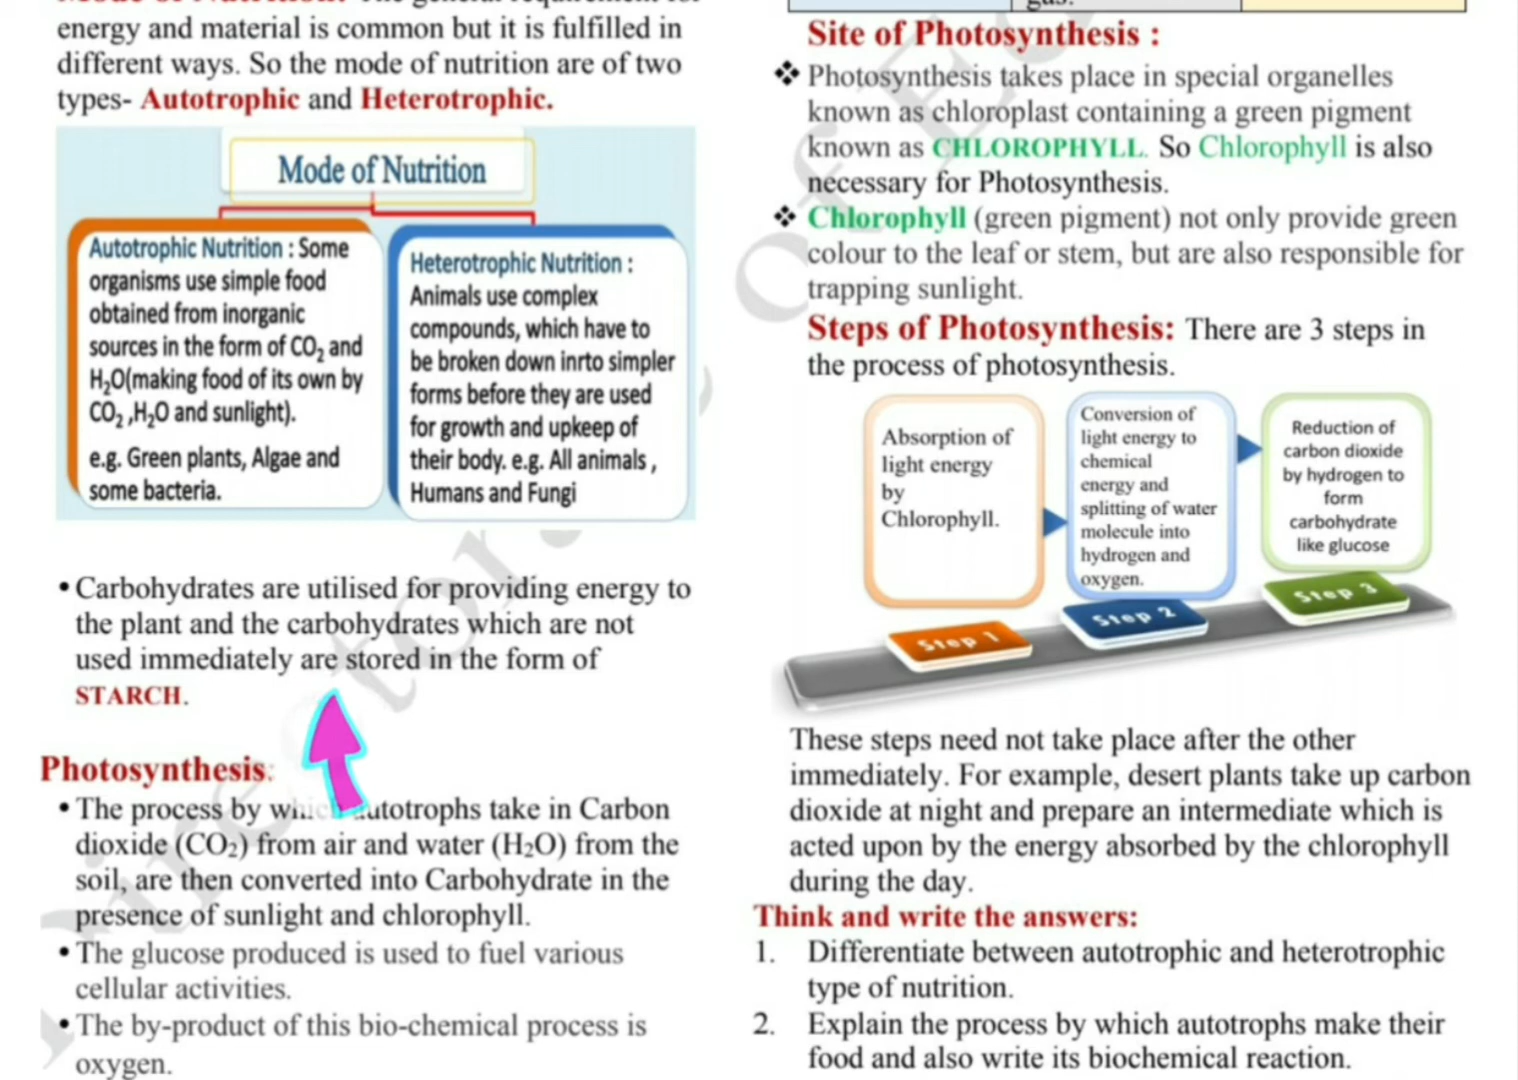 energy and material is common but it is fulfilled in
different ways. So the mode of nutrition are of two
types- Autotrophic and Heterotrophic.
Mode of Nutrition
Autotrophic Nutrition : Some
organisms use simple food
obtained from inorganic
sources in the form of CO₂ and
H₂O(making food of its own by
CO₂ ,H₂O and sunlight).
e.g. Green plants, Algae and
some bacteria.
Heterotrophic Nutrition :
Animals use complex
compounds, which have to
be broken down inrto simpler
forms before they are used
for growth and upkeep of
their body. e.g. All animals ,
Humans and Fungi
• Carbohydrates are utilised for providing energy to
the plant and the carbohydrates which are not
used immediately are stored in the form of
STARCH.
Photosynthesis:
• The process by which autotrophs take in Carbon
dioxide (CO₂) from air and water (H₂O) from the
soil, are then converted into Carbohydrate in the
presence of sunlight and chlorophyll.
• The glucose produced is used to fuel various
cellular activities.
• The by-product of this bio-chemical process is
oxygen.
gas.
Site of Photosynthesis :
❖ Photosynthesis takes place in special organelles
known as chloroplast containing a green pigment
known as CHLOROPHYLL. So Chlorophyll is also
necessary for Photosynthesis.
❖ Chlorophyll (green pigment) not only provide green
colour to the leaf or stem, but are also responsible for
trapping sunlight.
Steps of Photosynthesis: There are 3 steps in
the process of photosynthesis.
Absorption of
light energy
by
Chlorophyll.
Step 1
Conversion of
light energy to
chemical
energy and
splitting of water
molecule into
hydrogen and
oxygen.
Step 2
Reduction of
carbon dioxide
by hydrogen to
form
carbohydrate
like glucose
Step 3
These steps need not take place after the other
immediately. For example, desert plants take up carbon
dioxide at night and prepare an intermediate which is
acted upon by the energy absorbed by the chlorophyll
during the day.
Think and write the answers:
1. Differentiate between autotrophic and heterotrophic
type of nutrition.
2. Explain the process by which autotrophs make their
food and also write its biochemical reaction.